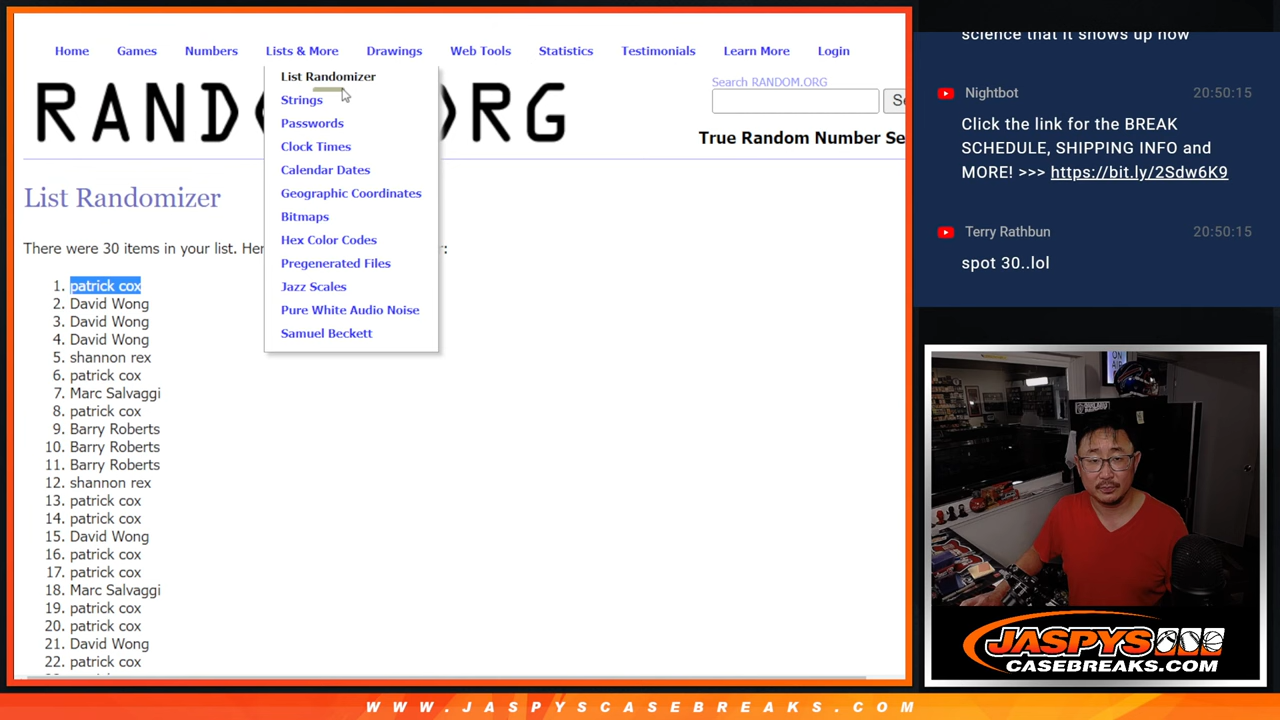 Home Games Numbers Lists & More Drawings Web Tools Statistics Testimonials Learn More Login
List Randomizer
Strings
Passwords
Clock Times
Calendar Dates
Geographic Coordinates
Bitmaps
Hex Color Codes
Pregenerated Files
Jazz Scales
Pure White Audio Noise
Samuel Beckett
Search RANDOM.ORG
True Random Number Se
List Randomizer
There were 30 items in your list. Her
1. patrick cox
2. David Wong
3. David Wong
4. David Wong
5. shannon rex
6. patrick cox
7. Marc Salvaggi
8. patrick cox
9. Barry Roberts
10. Barry Roberts
11. Barry Roberts
12. shannon rex
13. patrick cox
14. patrick cox
15. David Wong
16. patrick cox
17. patrick cox
18. Marc Salvaggi
19. patrick cox
20. patrick cox
21. David Wong
22. patrick cox
science that it shows up now
Nightbot 20:50:15
Click the link for the BREAK
SCHEDULE, SHIPPING INFO and
MORE! >>> https://bit.ly/2Sdw6K9
Terry Rathbun 20:50:15
spot 30..lol
ON
AIR
JASPYS
CASEBREAKS.COM
WWW.JASPYSCASEBREAKS.COM